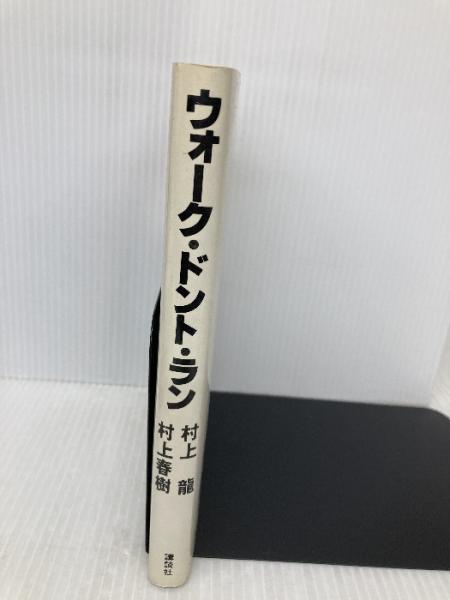 ウォーク・ドント・ラン
村上 龍
村上春樹
講談社